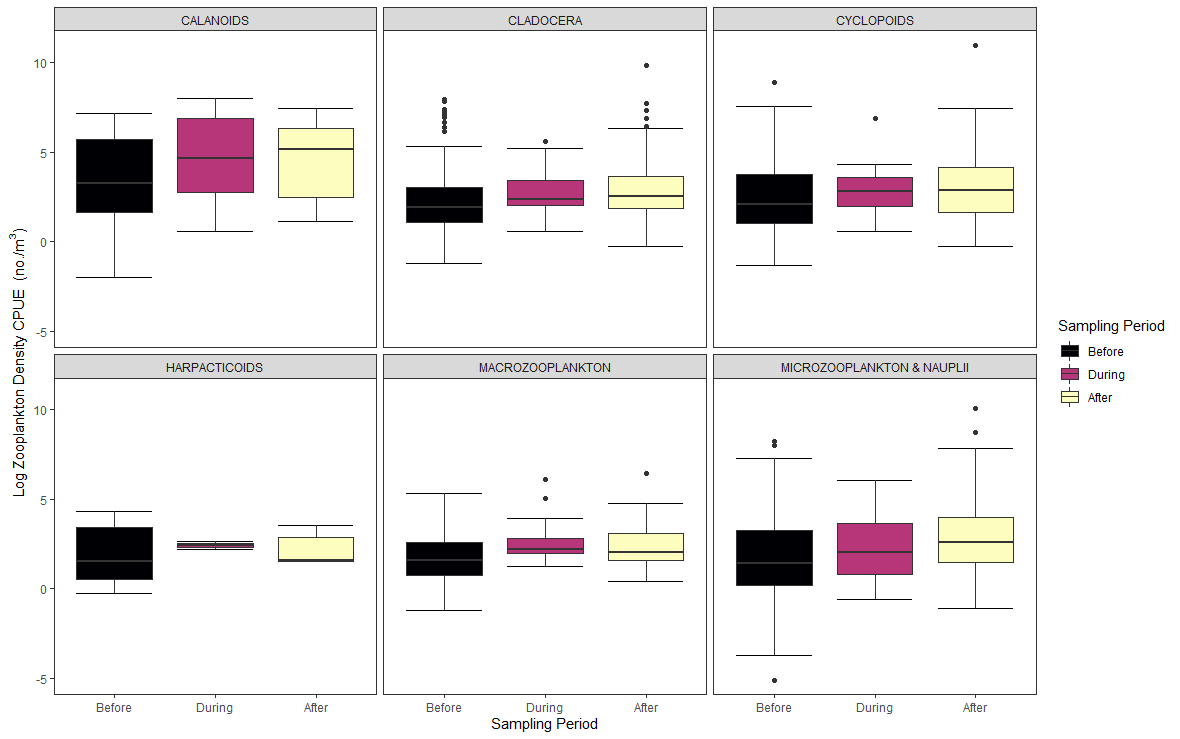 CALANOIDS
CLADOCERA
CYCLOPOIDS
10
5
0
-5
HARPACTICOIDS
MACROZOOPLANKTON
MICROZOOPLANKTON & NAUPLII
10
5
0
-5
Before
During
After
Before
During
After
Before
During
After
Sampling Period
Log Zooplankton Density CPUE (no./m³)
Sampling Period
Before
During
After